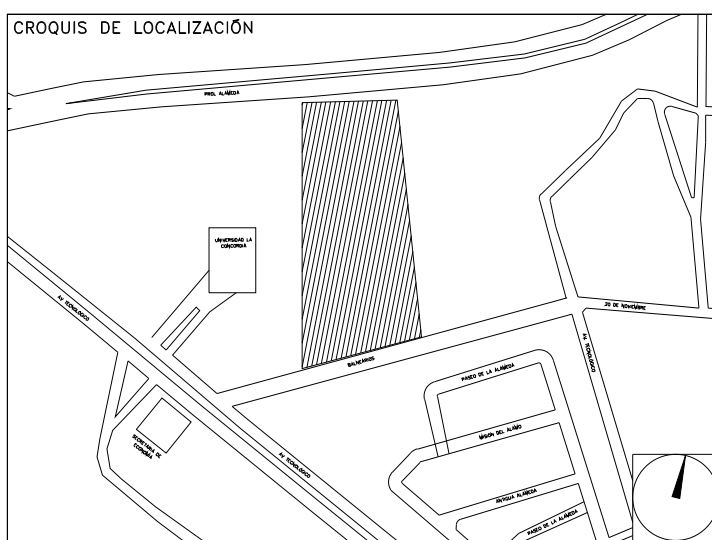 CROQUIS DE LOCALIZACIÓN
PROL ALAMEDA
UNIVERSIDAD LA
CONCORDIA
AV TECNOLOGICO
20 DE NOVIEMBRE
BALNEARIOS
AV TECNOLOGICO
PASEO DE LA ALAMEDA
MISION DEL ALAMO
SECRETARIA DE
ECONOMIA
AV TECNOLOGICO
ANTIGUA ALAMEDA
PASEO DE LA ALAMEDA